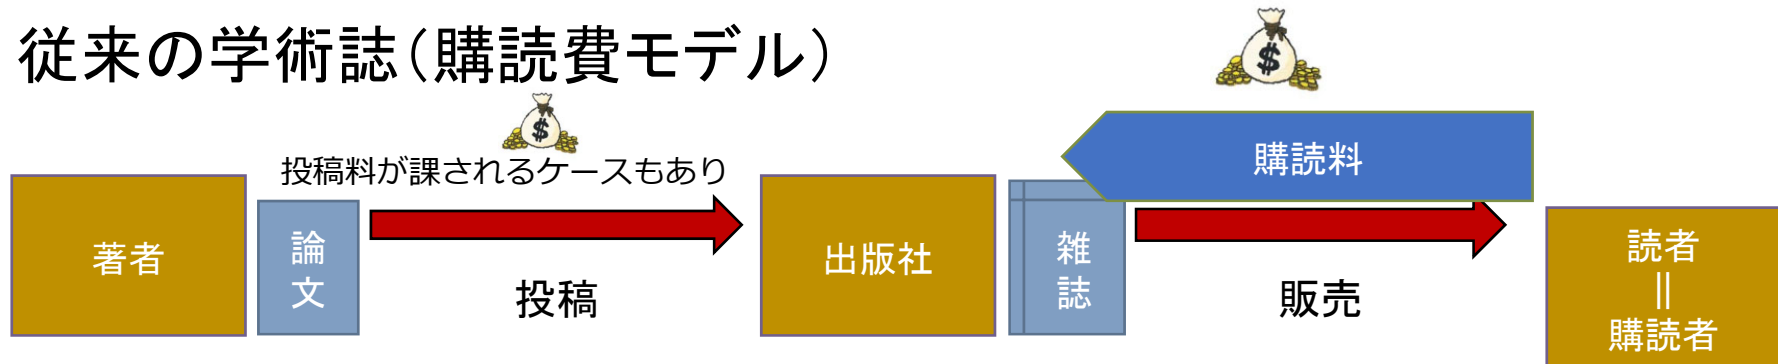 従来の学術誌（購読費モデル）
投稿料が課されるケースもあり
著者
論文
投稿
出版社
雑誌
購読料
販売
読者
||
購読者
$
$